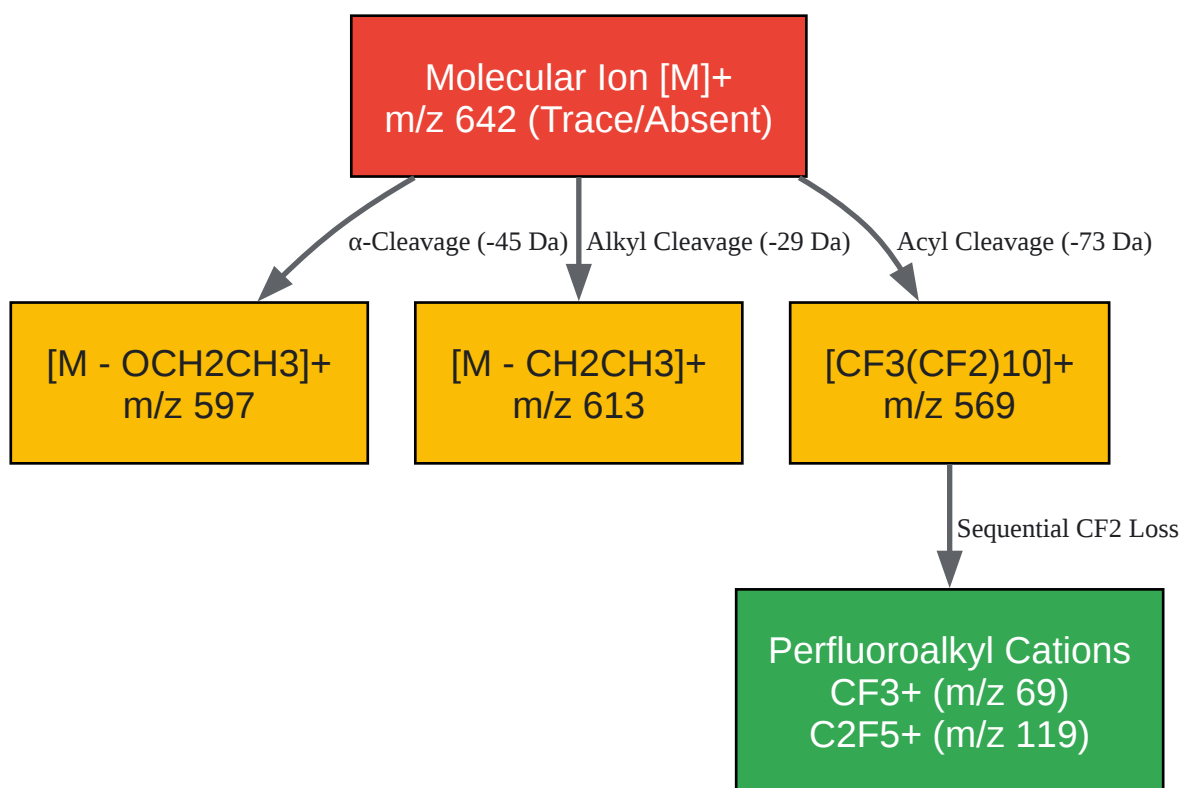 Molecular Ion [M]+
m/z 642 (Trace/Absent)
α-Cleavage (-45 Da)
Alkyl Cleavage (-29 Da)
Acyl Cleavage (-73 Da)
[M - OCH2CH3]+
m/z 597
[M - CH2CH3]+
m/z 613
[CF3(CF2)10]+
m/z 569
Sequential CF2 Loss
Perfluoroalkyl Cations
CF3+ (m/z 69)
C2F5+ (m/z 119)